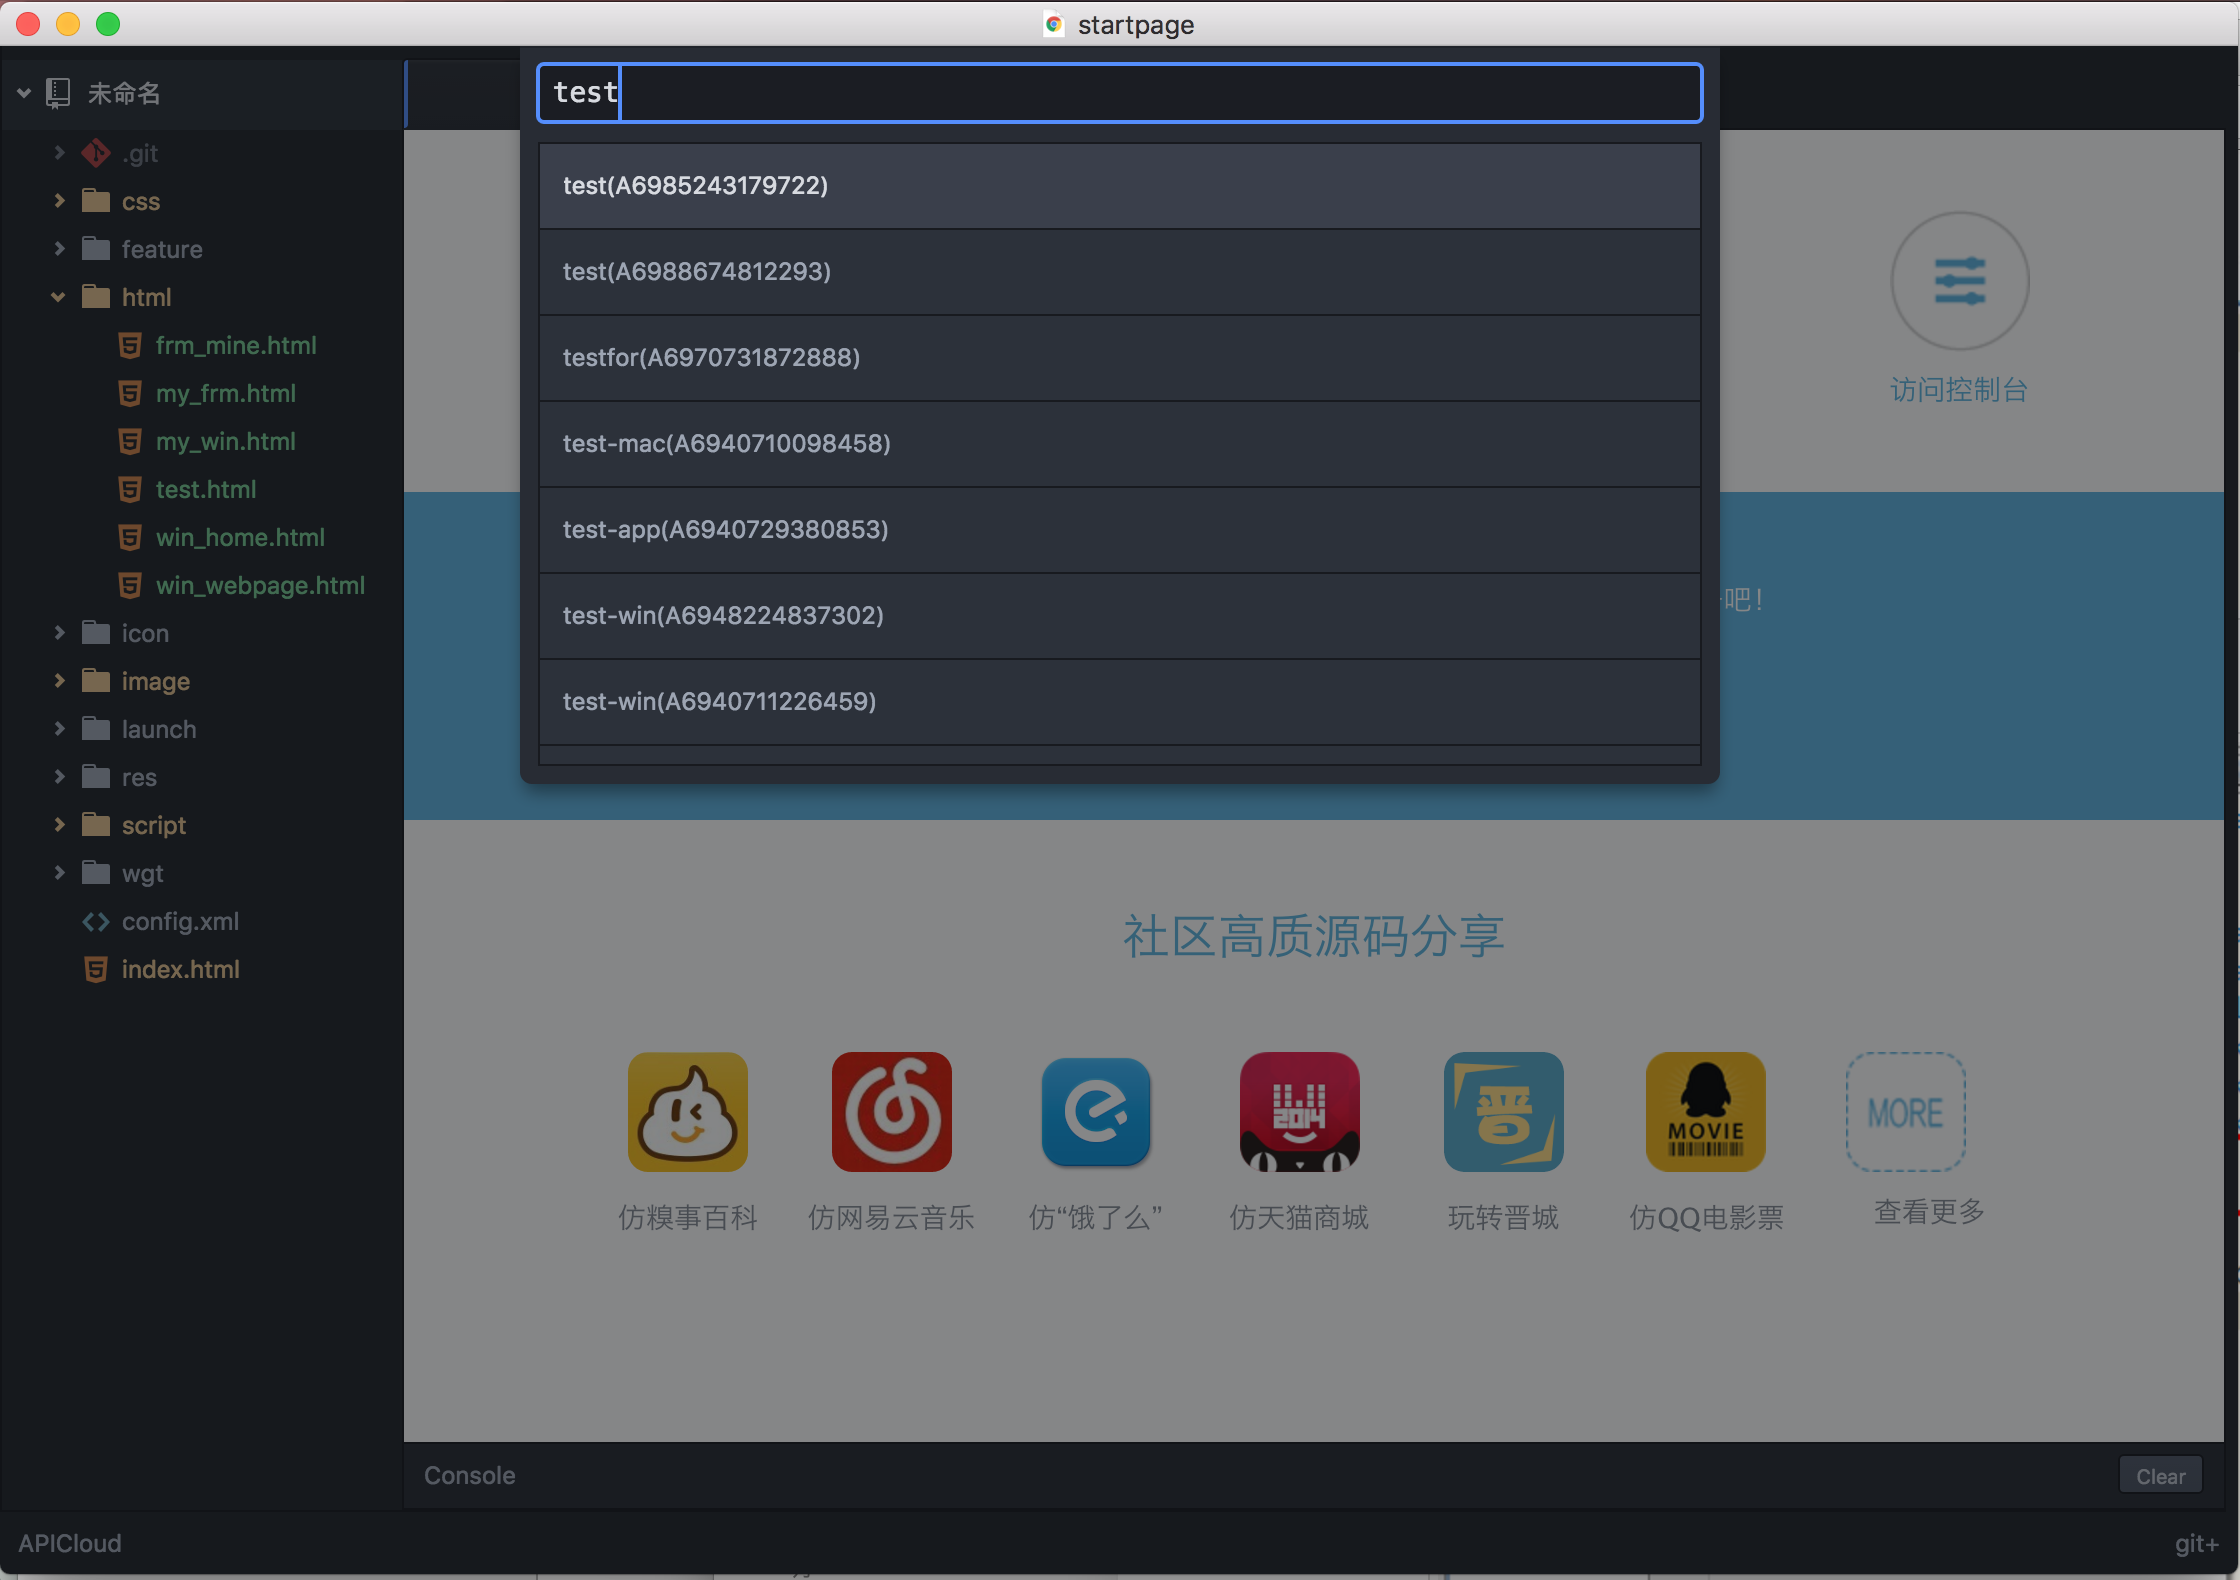 startpage
未命名
.git
css
feature
html
frm_mine.html
my_frm.html
my_win.html
test.html
win_home.html
win_webpage.html
icon
image
launch
res
script
wgt
config.xml
index.html
test
test(A6985243179722)
test(A6988674812293)
testfor(A6970731872888)
test-mac(A6940710098458)
test-app(A6940729380853)
test-win(A6948224837302)
test-win(A6940711226459)
访问控制台
吧!
社区高质源码分享
2014
晋
MOVIE
MORE
仿糗事百科
仿网易云音乐
仿“饿了么”
仿天猫商城
玩转晋城
仿QQ电影票
查看更多
Console
Clear
APICloud
git+